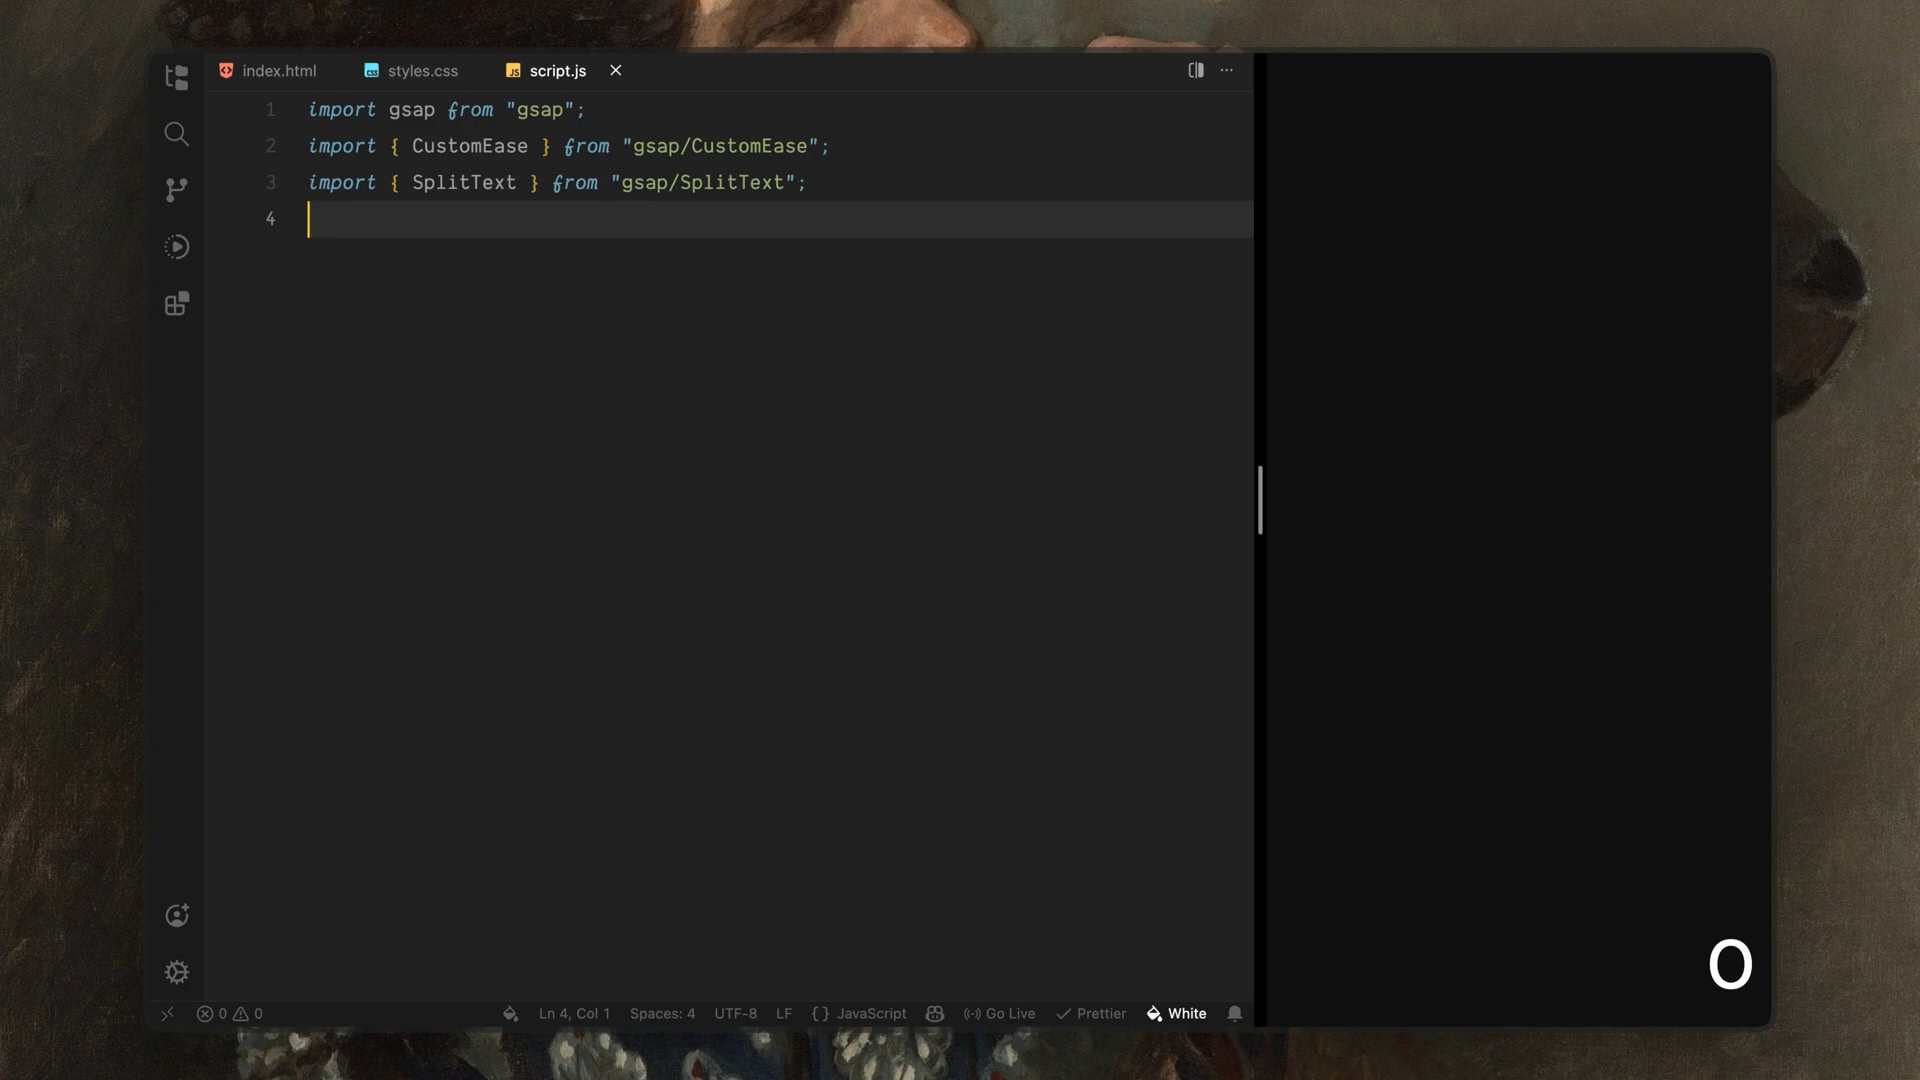 index.html
styles.css
script.js
1 import gsap from "gsap";
2 import { CustomEase } from "gsap/CustomEase";
3 import { SplitText } from "gsap/SplitText";
4
0
0 0
Ln 4, Col 1
Spaces: 4
UTF-8
LF
{} JavaScript
Go Live
Prettier
White